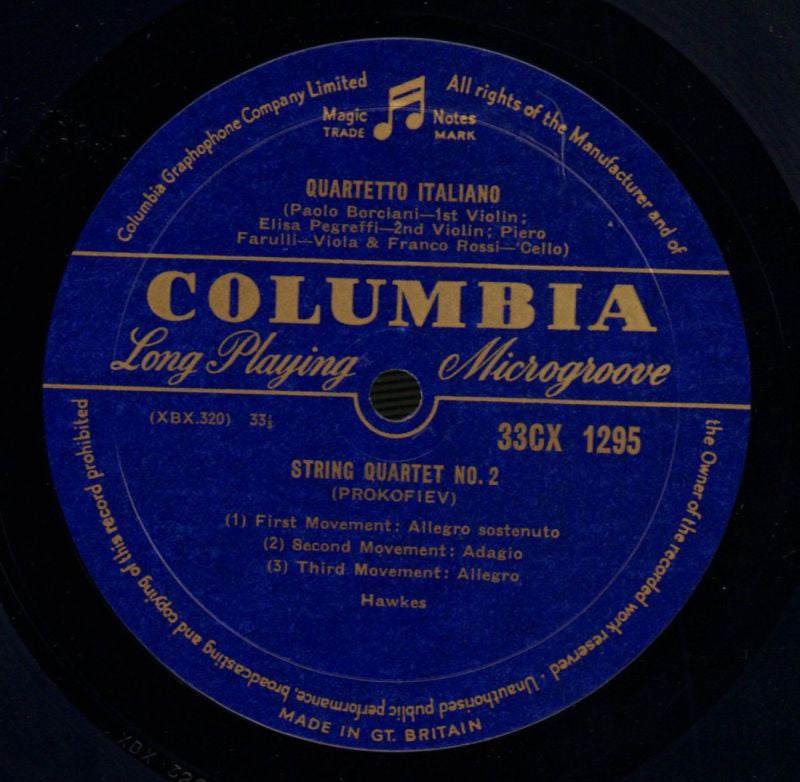 Columbia Graphophone Company Limited
Magic Notes
TRADE MARK
All rights of the Manufacturer and of
the Owner of the recorded work reserved · Unauthorised public performance, broadcasting and copying of this record prohibited
QUARTETTO ITALIANO
(Paolo Borciani—1st Violin;
Elisa Pegreffi—2nd Violin; Piero
Farulli—Viola & Franco Rossi—'Cello)
COLUMBIA
Long Playing Microgroove
(XBX.320) 33⅓
33CX 1295
STRING QUARTET NO. 2
(PROKOFIEV)
(1) First Movement: Allegro sostenuto
(2) Second Movement: Adagio
(3) Third Movement: Allegro
Hawkes
MADE IN GT. BRITAIN